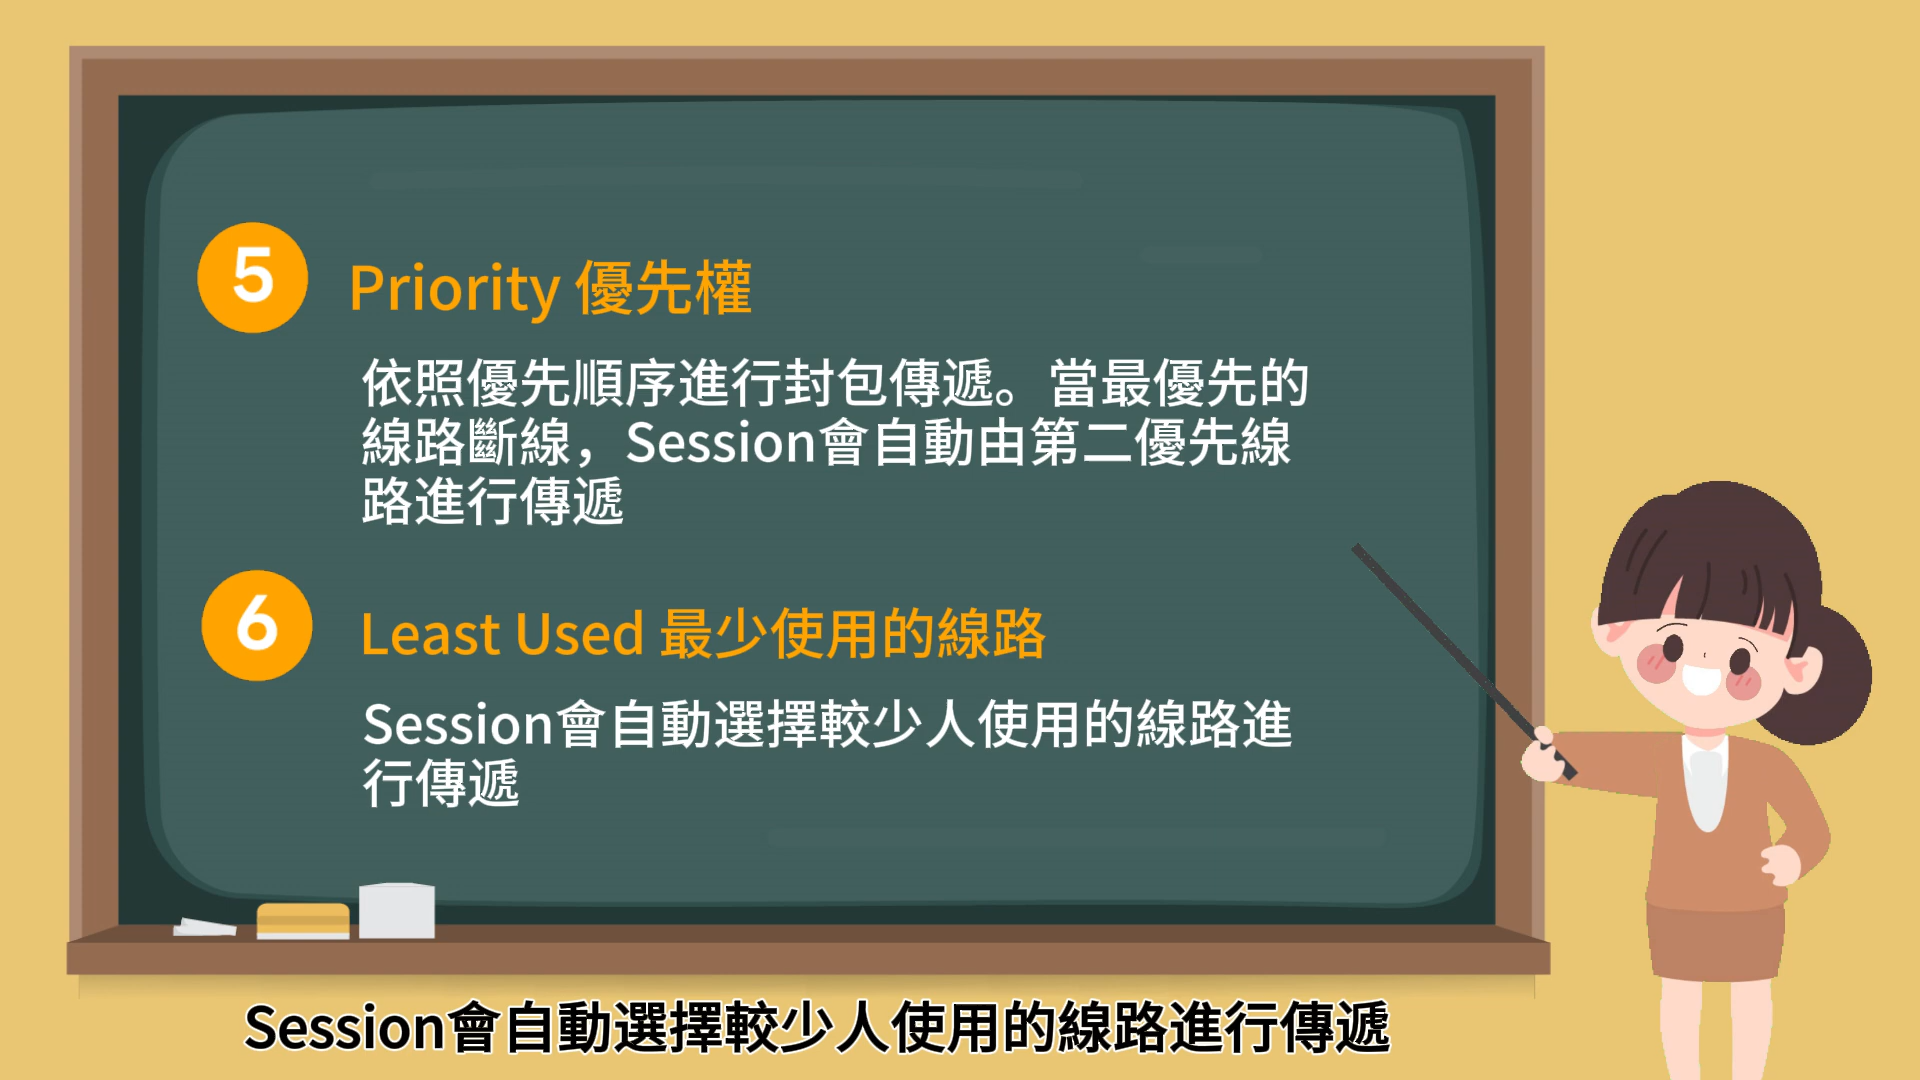 5
Priority 優先權
依照優先順序進行封包傳遞。當最優先的
線路斷線，Session會自動由第二優先線
路進行傳遞
6
Least Used 最少使用的線路
Session會自動選擇較少人使用的線路進
行傳遞
Session會自動選擇較少人使用的線路進行傳遞